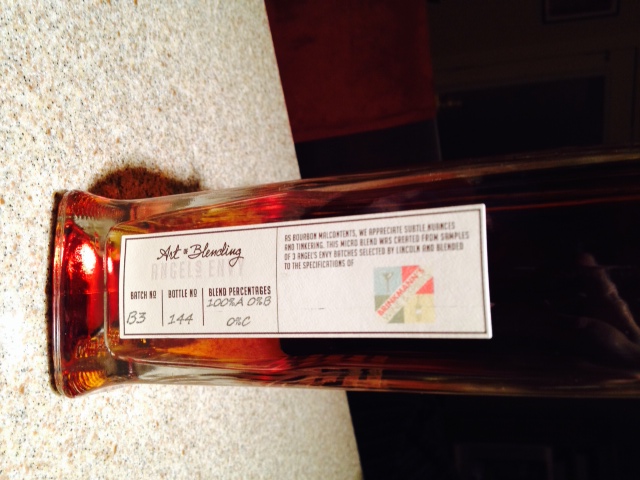 Art of Blending
ANGEL'S ENVY
BATCH NO
B3
BOTTLE NO
144
BLEND PERCENTAGES
100%A 0%B
0%C
AS BOURBON MALCONTENTS, WE APPRECIATE SUBTLE NUANCES
AND TINKERING. THIS MICRO BLEND WAS CREATED FROM SAMPLES
OF 3 ANGEL'S ENVY BATCHES SELECTED BY LINCOLN AND BLENDED
TO THE SPECIFICATIONS OF
BRINKMANN'S